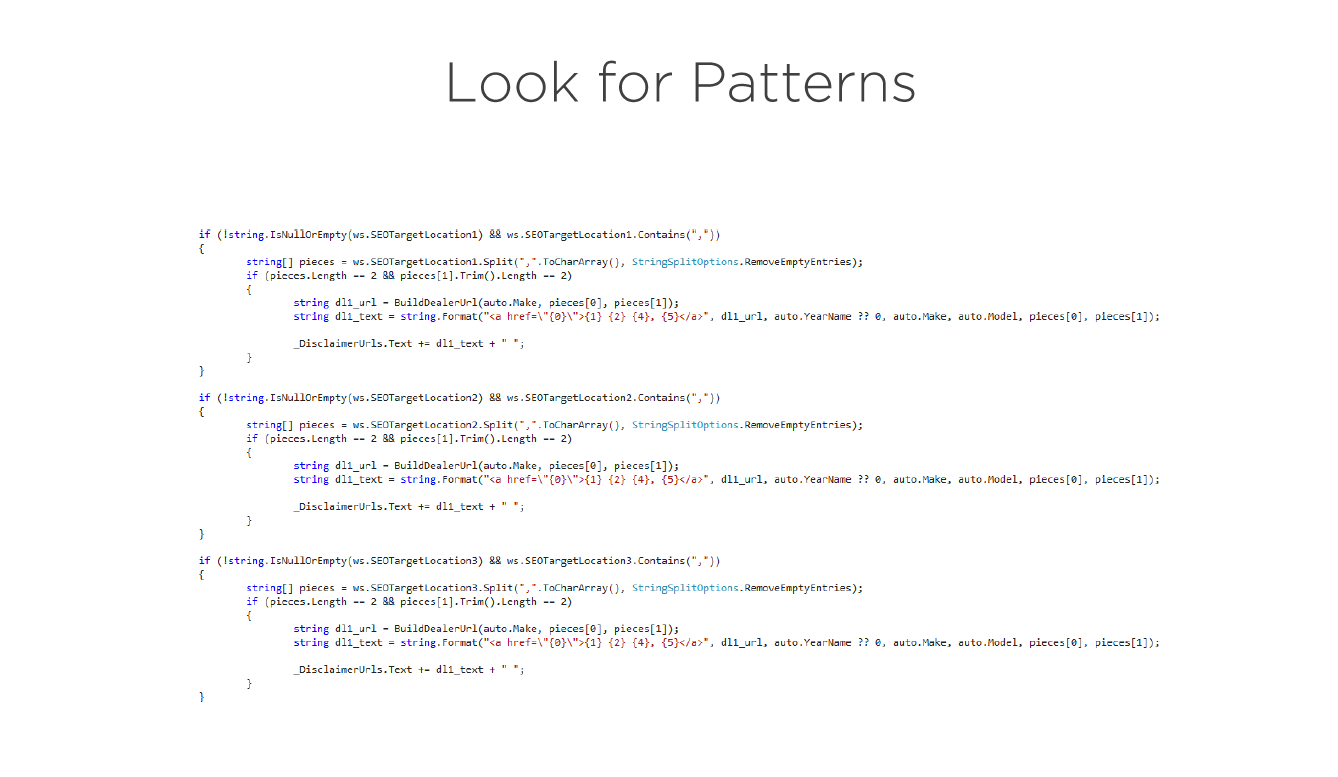 Look for Patterns
if (!string.IsNullOrEmpty(ws.SEOTargetLocation1) && ws.SEOTargetLocation1.Contains(","))
{
string[] pieces = ws.SEOTargetLocation1.Split(",".ToCharArray(), StringSplitOptions.RemoveEmptyEntries);
if (pieces.Length == 2 && pieces[1].Trim().Length == 2)
{
string dl1_url = BuildDealerUrl(auto.Make, pieces[0], pieces[1]);
string dl1_text = string.Format("<a href=\"{0}\">{1} {2} {4}, {5}</a>", dl1_url, auto.YearName ?? 0, auto.Make, auto.Model, pieces[0], pieces[1]);
_DisclaimerUrls.Text += dl1_text + " ";
}
}
if (!string.IsNullOrEmpty(ws.SEOTargetLocation2) && ws.SEOTargetLocation2.Contains(","))
{
string[] pieces = ws.SEOTargetLocation2.Split(",".ToCharArray(), StringSplitOptions.RemoveEmptyEntries);
if (pieces.Length == 2 && pieces[1].Trim().Length == 2)
{
string dl1_url = BuildDealerUrl(auto.Make, pieces[0], pieces[1]);
string dl1_text = string.Format("<a href=\"{0}\">{1} {2} {4}, {5}</a>", dl1_url, auto.YearName ?? 0, auto.Make, auto.Model, pieces[0], pieces[1]);
_DisclaimerUrls.Text += dl1_text + " ";
}
}
if (!string.IsNullOrEmpty(ws.SEOTargetLocation3) && ws.SEOTargetLocation3.Contains(","))
{
string[] pieces = ws.SEOTargetLocation3.Split(",".ToCharArray(), StringSplitOptions.RemoveEmptyEntries);
if (pieces.Length == 2 && pieces[1].Trim().Length == 2)
{
string dl1_url = BuildDealerUrl(auto.Make, pieces[0], pieces[1]);
string dl1_text = string.Format("<a href=\"{0}\">{1} {2} {4}, {5}</a>", dl1_url, auto.YearName ?? 0, auto.Make, auto.Model, pieces[0], pieces[1]);
_DisclaimerUrls.Text += dl1_text + " ";
}
}